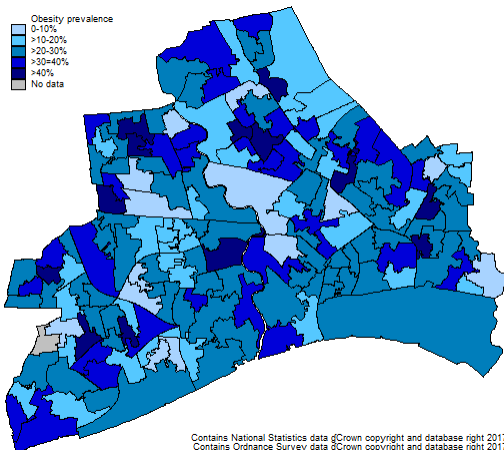 Obesity prevalence
0-10%
>10-20%
>20-30%
>30=40%
>40%
No data
Contains National Statistics data ₫Crown copyright and database right 2017
Contains Ordnance Survey data ₫Crown copyright and database right 2017